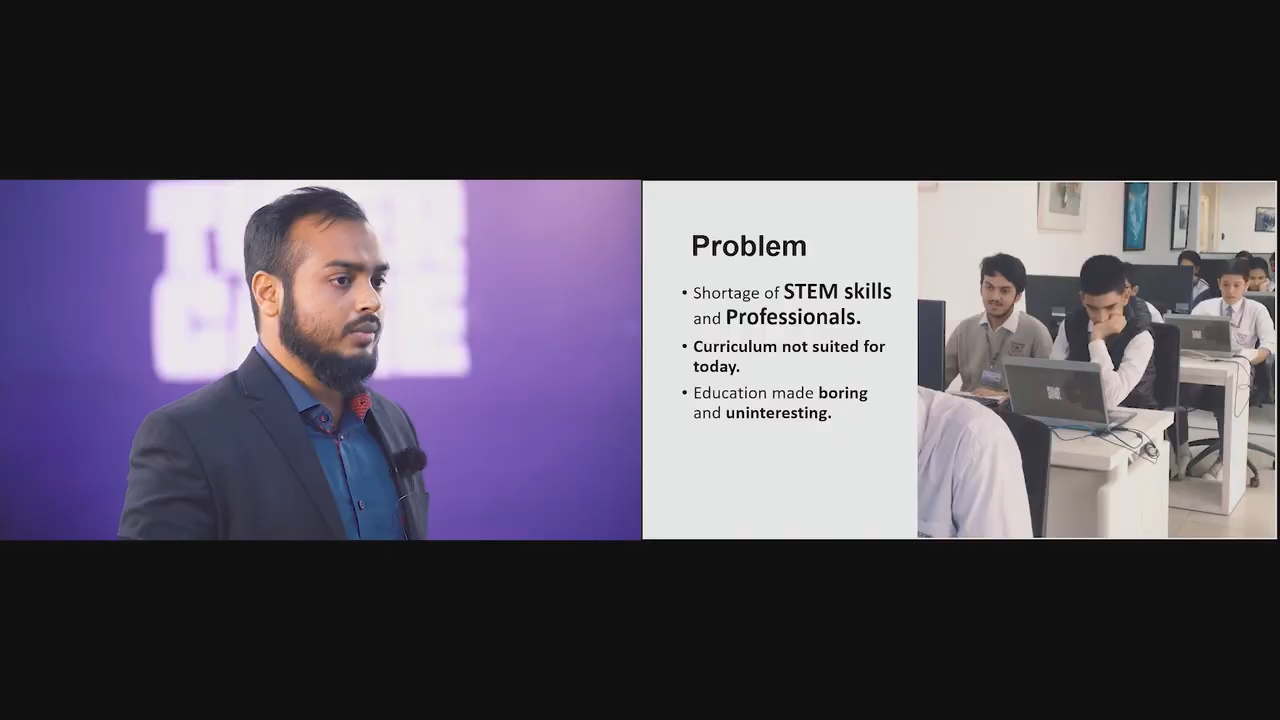 Problem
• Shortage of STEM skills
and Professionals.
• Curriculum not suited for
today.
• Education made boring
and uninteresting.